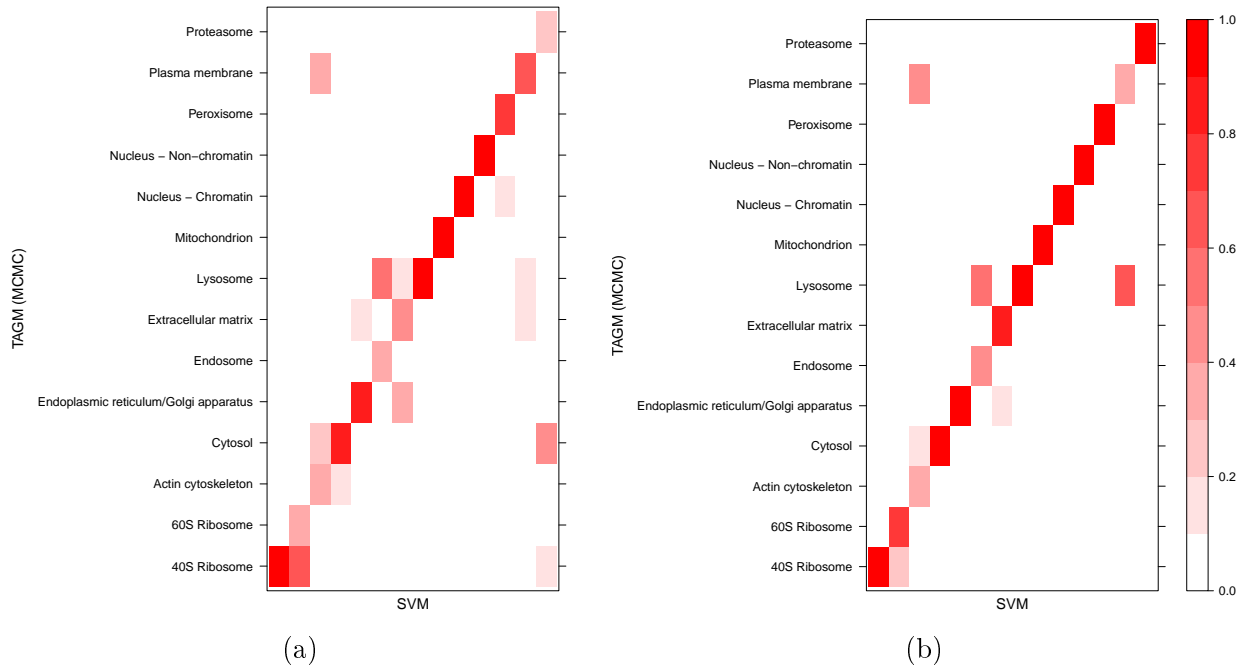 Proteasome
Plasma membrane
Peroxisome
Nucleus − Non−chromatin
Nucleus − Chromatin
Mitochondrion
Lysosome
Extracellular matrix
Endosome
Endoplasmic reticulum/Golgi apparatus
Cytosol
Actin cytoskeleton
60S Ribosome
40S Ribosome
TAGM (MCMC)
SVM
(a)
Proteasome
Plasma membrane
Peroxisome
Nucleus − Non−chromatin
Nucleus − Chromatin
Mitochondrion
Lysosome
Extracellular matrix
Endosome
Endoplasmic reticulum/Golgi apparatus
Cytosol
Actin cytoskeleton
60S Ribosome
40S Ribosome
TAGM (MCMC)
SVM
(b)
1.0
0.8
0.6
0.4
0.2
0.0